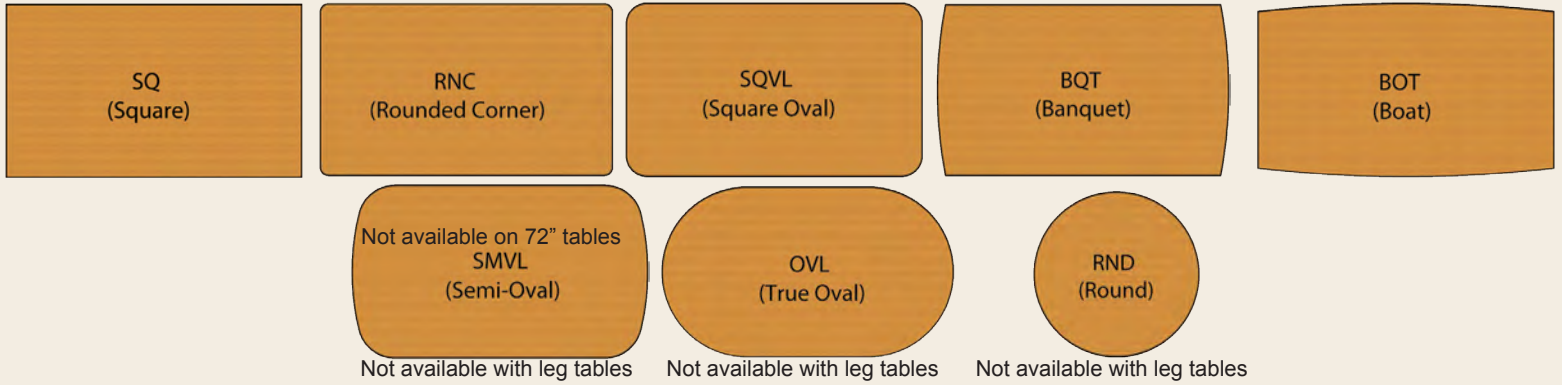 SQ
(Square)
RNC
(Rounded Corner)
SQVL
(Square Oval)
BQT
(Banquet)
BOT
(Boat)
Not available on 72” tables
SMVL
(Semi-Oval)
Not available with leg tables
OVL
(True Oval)
Not available with leg tables
RND
(Round)
Not available with leg tables